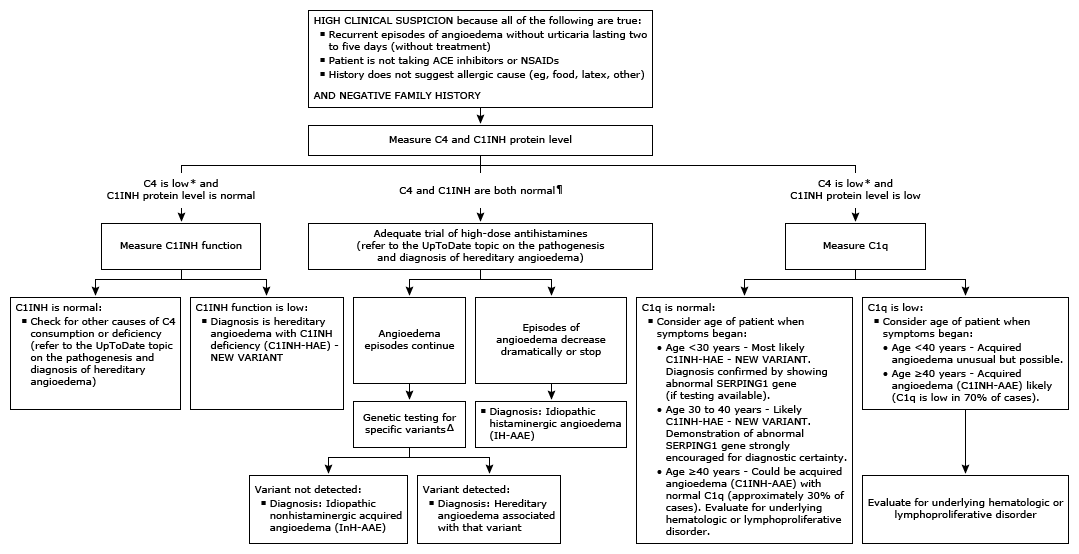 HIGH CLINICAL SUSPICION because all of the following are true:
▪ Recurrent episodes of angioedema without urticaria lasting two
to five days (without treatment)
▪ Patient is not taking ACE inhibitors or NSAIDs
▪ History does not suggest allergic cause (eg, food, latex, other)
AND NEGATIVE FAMILY HISTORY
Measure C4 and C1INH protein level
C4 is low* and
C1INH protein level is normal
C4 and C1INH are both normal¶
C4 is low* and
C1INH protein level is low
Measure C1INH function
Adequate trial of high-dose antihistamines
(refer to the UpToDate topic on the pathogenesis
and diagnosis of hereditary angioedema)
Measure C1q
C1INH is normal:
▪ Check for other causes of C4
consumption or deficiency
(refer to the UpToDate topic
on the pathogenesis and
diagnosis of hereditary
angioedema)
C1INH function is low:
▪ Diagnosis is hereditary
angioedema with C1INH
deficiency (C1INH-HAE) -
NEW VARIANT
Angioedema
episodes continue
Episodes of
angioedema decrease
dramatically or stop
C1q is normal:
▪ Consider age of patient when
symptoms began:
• Age <30 years - Most likely
C1INH-HAE - NEW VARIANT.
Diagnosis confirmed by showing
abnormal SERPING1 gene
(if testing available).
• Age 30 to 40 years - Likely
C1INH-HAE - NEW VARIANT.
Demonstration of abnormal
SERPING1 gene strongly
encouraged for diagnostic certainty.
• Age ≥40 years - Could be acquired
angioedema (C1INH-AAE) with
normal C1q (approximately 30% of
cases). Evaluate for underlying
hematologic or lymphoproliferative
disorder.
C1q is low:
▪ Consider age of patient when
symptoms began:
• Age <40 years - Acquired
angioedema unusual but possible.
• Age ≥40 years - Acquired
angioedema (C1INH-AAE) likely
(C1q is low in 70% of cases).
Genetic testing for
specific variantsΔ
▪ Diagnosis: Idiopathic
histaminergic angioedema
(IH-AAE)
Variant not detected:
▪ Diagnosis: Idiopathic
nonhistaminergic acquired
angioedema (InH-AAE)
Variant detected:
▪ Diagnosis: Hereditary
angioedema associated
with that variant
Evaluate for underlying hematologic or
lymphoproliferative disorder